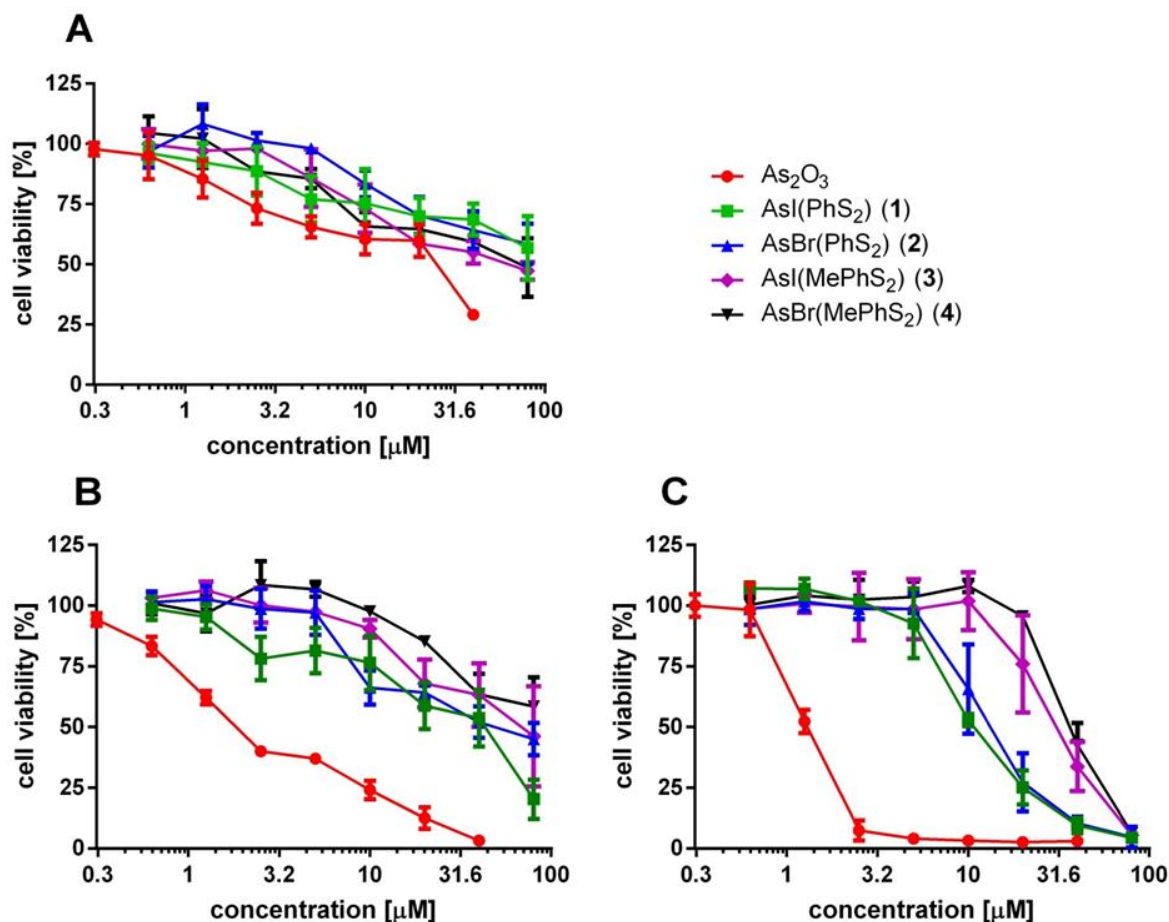 A
125
100
75
50
25
0
cell viability [%]
0.3 1 3.2 10 31.6 100
concentration [μM]
As₂O₃
AsI(PhS₂) (1)
AsBr(PhS₂) (2)
AsI(MePhS₂) (3)
AsBr(MePhS₂) (4)
B
125
100
75
50
25
0
cell viability [%]
0.3 1 3.2 10 31.6 100
concentration [μM]
C
125
100
75
50
25
0
cell viability [%]
0.3 1 3.2 10 31.6 100
concentration [μM]